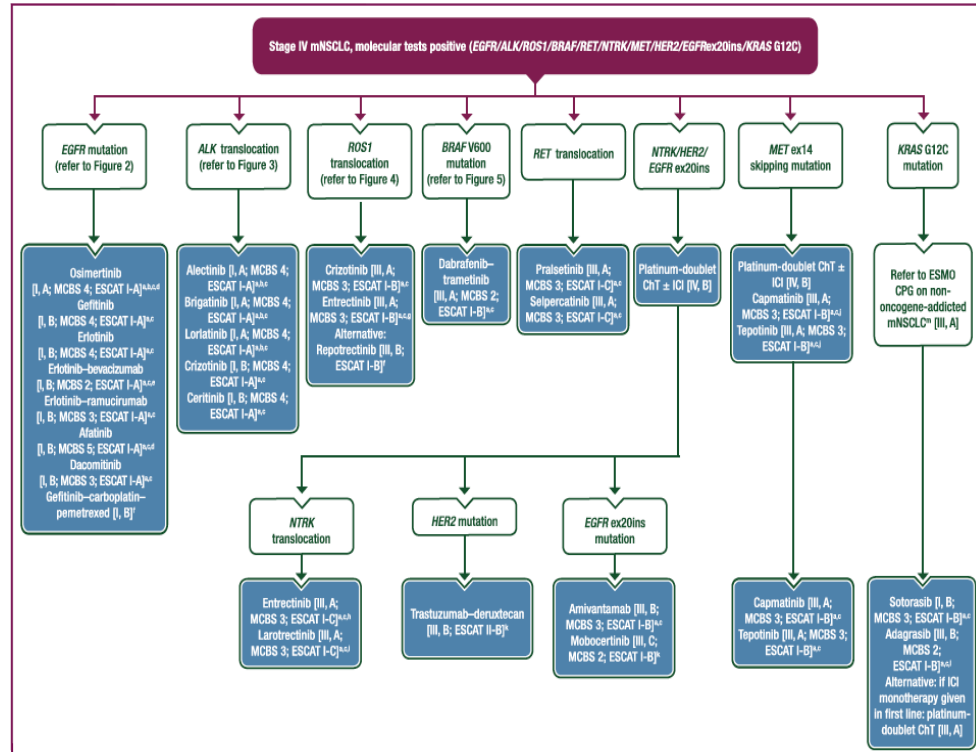 Stage IV mNSCLC, molecular tests positive (EGFR/ALK/ROS1/BRAF/RET/NTRK/MET/HER2/EGFRex20ins/KRAS G12C)
EGFR mutation
(refer to Figure 2)
ALK translocation
(refer to Figure 3)
ROS1
translocation
(refer to Figure 4)
BRAF V600
mutation
(refer to Figure 5)
RET translocation
NTRK/HER2/
EGFR ex20ins
MET ex14
skipping mutation
KRAS G12C
mutation
Osimertinib
[I, A; MCBS 4; ESCAT I-A]a,b,c,d
Gefitinib
[I, B; MCBS 4; ESCAT I-A]a,c
Erlotinib
[I, B; MCBS 4; ESCAT I-A]a,c
Erlotinib–bevacizumab
[I, B; MCBS 2; ESCAT I-A]a,c,e
Erlotinib–ramucirumab
[I, B; MCBS 3; ESCAT I-A]a,c
Afatinib
[I, B; MCBS 5; ESCAT I-A]a,c,d
Dacomitinib
[I, B; MCBS 3; ESCAT I-A]a,c
Gefitinib–carboplatin–
pemetrexed [I, B]f
Alectinib [I, A; MCBS 4;
ESCAT I-A]a,b,c
Brigatinib [I, A; MCBS 4;
ESCAT I-A]a,b,c
Lorlatinib [I, A; MCBS 4;
ESCAT I-A]a,b,c
Crizotinib [I, B; MCBS 4;
ESCAT I-A]a,c
Ceritinib [I, B; MCBS 4;
ESCAT I-A]a,c
Crizotinib [III, A;
MCBS 3; ESCAT I-B]a,c
Entrectinib [III, A;
MCBS 3; ESCAT I-B]a,c,g
Alternative:
Repotrectinib [III, B;
ESCAT I-B]f
Dabrafenib–
trametinib
[III, A; MCBS 2;
ESCAT I-B]a,c
Pralsetinib [III, A;
MCBS 3; ESCAT I-C]a,c
Selpercatinib [III, A;
MCBS 3; ESCAT I-C]a,c
Platinum-doublet
ChT ± ICI [IV, B]
Platinum-doublet ChT ±
ICI [IV, B]
Capmatinib [III, A;
MCBS 3; ESCAT I-B]a,c,j
Tepotinib [III, A; MCBS 3;
ESCAT I-B]a,c,j
Refer to ESMO
CPG on non-
oncogene-addicted
mNSCLCm [III, A]
NTRK
translocation
HER2 mutation
EGFR ex20ins
mutation
Entrectinib [III, A;
MCBS 3; ESCAT I-C]a,c,h
Larotrectinib [III, A;
MCBS 3; ESCAT I-C]a,c,j
Trastuzumab–deruxtecan
[III, B; ESCAT II-B]k
Amivantamab [III, B;
MCBS 3; ESCAT I-B]a,c
Mobocertinib [III, C;
MCBS 2; ESCAT I-B]k
Capmatinib [III, A;
MCBS 3; ESCAT I-B]a,c
Tepotinib [III, A; MCBS 3;
ESCAT I-B]a,c
Sotorasib [I, B;
MCBS 3; ESCAT I-B]a,c
Adagrasib [III, B;
MCBS 2;
ESCAT I-B]a,c,j
Alternative: if ICI
monotherapy given
in first line: platinum-
doublet ChT [III, A]